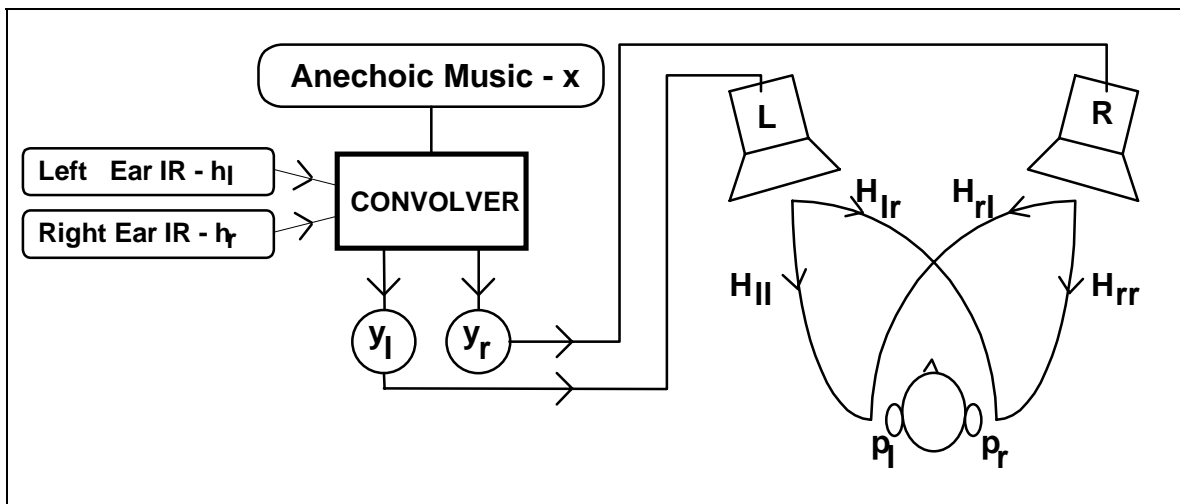 Anechoic Music - x
Left Ear IR - hl
Right Ear IR - hr
CONVOLVER
yl
yr
L
R
Hlr
Hrl
Hll
Hrr
pl
pr